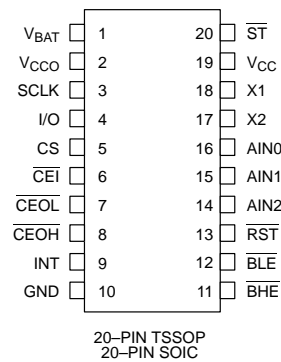 VBAT 1 20 ST
VCCO 2 19 VCC
SCLK 3 18 X1
I/O 4 17 X2
CS 5 16 AIN0
CEI 6 15 AIN1
CEOL 7 14 AIN2
CEOH 8 13 RST
INT 9 12 BLE
GND 10 11 BHE
20–PIN TSSOP
20–PIN SOIC